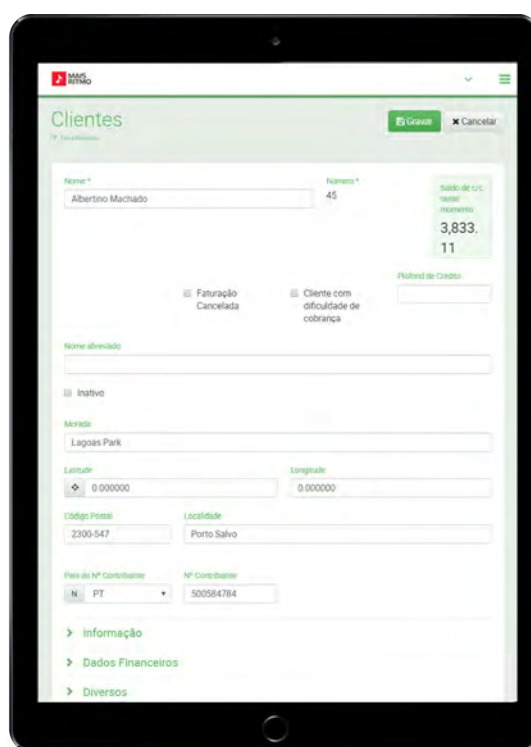 MAIS
RITMO
Clientes
Gravar
Cancelar
Nome *
Número *
Albertino Machado
45
Saldo de c/c
neste
momento
3,833.
11
Plafond de Crédito
Faturação
Cancelada
Cliente com
dificuldade de
cobrança
Nome abreviado
Inativo
Morada
Lagoas Park
Latitude
Longitude
0.000000
0.000000
Código Postal
Localidade
2300-547
Porto Salvo
País do Nº Contribuinte
Nº Contribuinte
N
PT
500584784
Informação
Dados Financeiros
Diversos